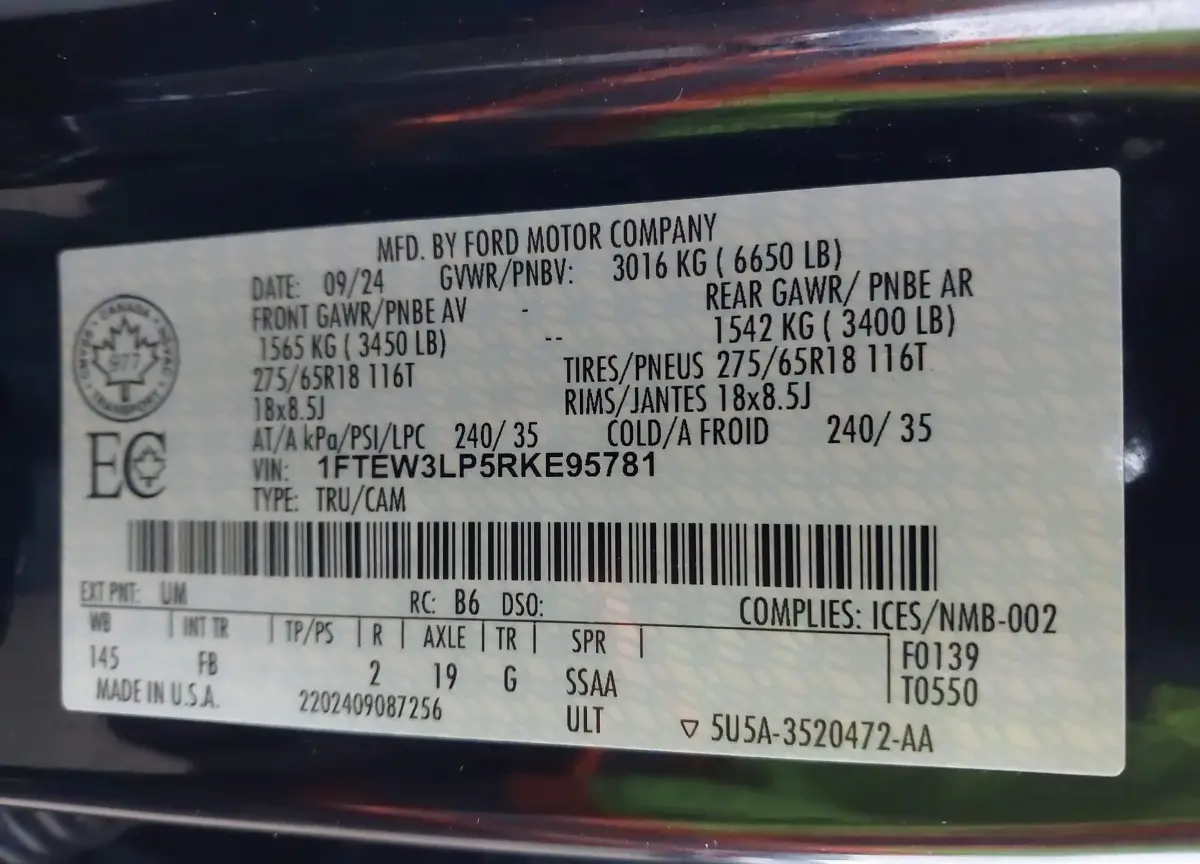 MFD. BY FORD MOTOR COMPANY
DATE: 09/24 GVWR/PNBV: 3016 KG ( 6650 LB)
FRONT GAWR/PNBE AV - REAR GAWR/ PNBE AR
1565 KG ( 3450 LB) -- 1542 KG ( 3400 LB)
275/65R18 116T TIRES/PNEUS 275/65R18 116T
18x8.5J RIMS/JANTES 18x8.5J
AT/A kPa/PSI/LPC 240/ 35 COLD/A FROID 240/ 35
VIN: 1FTEW3LP5RKE95781
TYPE: TRU/CAM
CANADA
977
TRANSPORT
EC
EXT PNT: UM RC: B6 DSO: COMPLIES: ICES/NMB-002
WB | INT TR | TP/PS | R | AXLE | TR | SPR | F0139
145 FB 2 19 G SSAA T0550
MADE IN U.S.A. 2202409087256 ULT ▽ 5U5A-3520472-AA